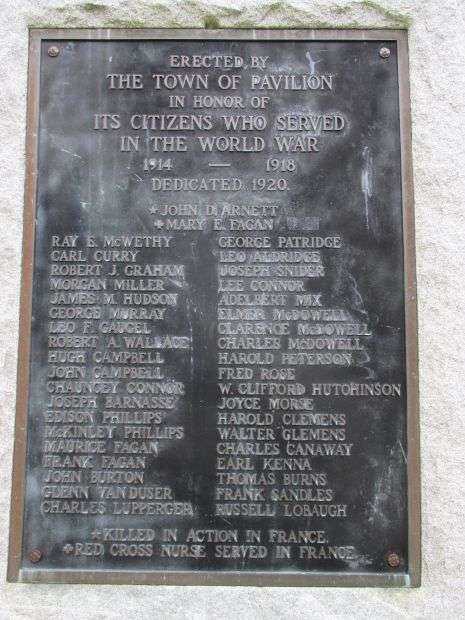 ERECTED BY
THE TOWN OF PAVILION
IN HONOR OF
ITS CITIZENS WHO SERVED
IN THE WORLD WAR
1914 — 1918
DEDICATED 1920.
★JOHN D. ARNETT
✚MARY E. FAGAN
RAY E. McWETHY
CARL CURRY
ROBERT J. GRAHAM
MORGAN MILLER
JAMES M. HUDSON
GEORGE MURRAY
LEO F. GAUGEL
ROBERT A. WALLACE
HUGH CAMPBELL
JOHN CAMPBELL
CHAUNCEY CONNOR
JOSEPH BARNASSE
EDISON PHILLIPS
McKINLEY PHILLIPS
MAURICE FAGAN
FRANK FAGAN
JOHN BURTON
GLENN VAN DUSER
CHARLES LUPPERGER
GEORGE PATRIDGE
LEO ALDRIDGE
JOSEPH SNIDER
LEE CONNOR
ADELBERT MIX
ELMER McDOWELL
CLARENCE McDOWELL
CHARLES McDOWELL
HAROLD PETERSON
FRED ROSE
W. CLIFFORD HUTCHINSON
JOYCE MORSE
HAROLD CLEMENS
WALTER CLEMENS
CHARLES CANAWAY
EARL KENNA
THOMAS BURNS
FRANK SANDLES
RUSSELL LOBAUGH
★KILLED IN ACTION IN FRANCE.
✚RED CROSS NURSE SERVED IN FRANCE.